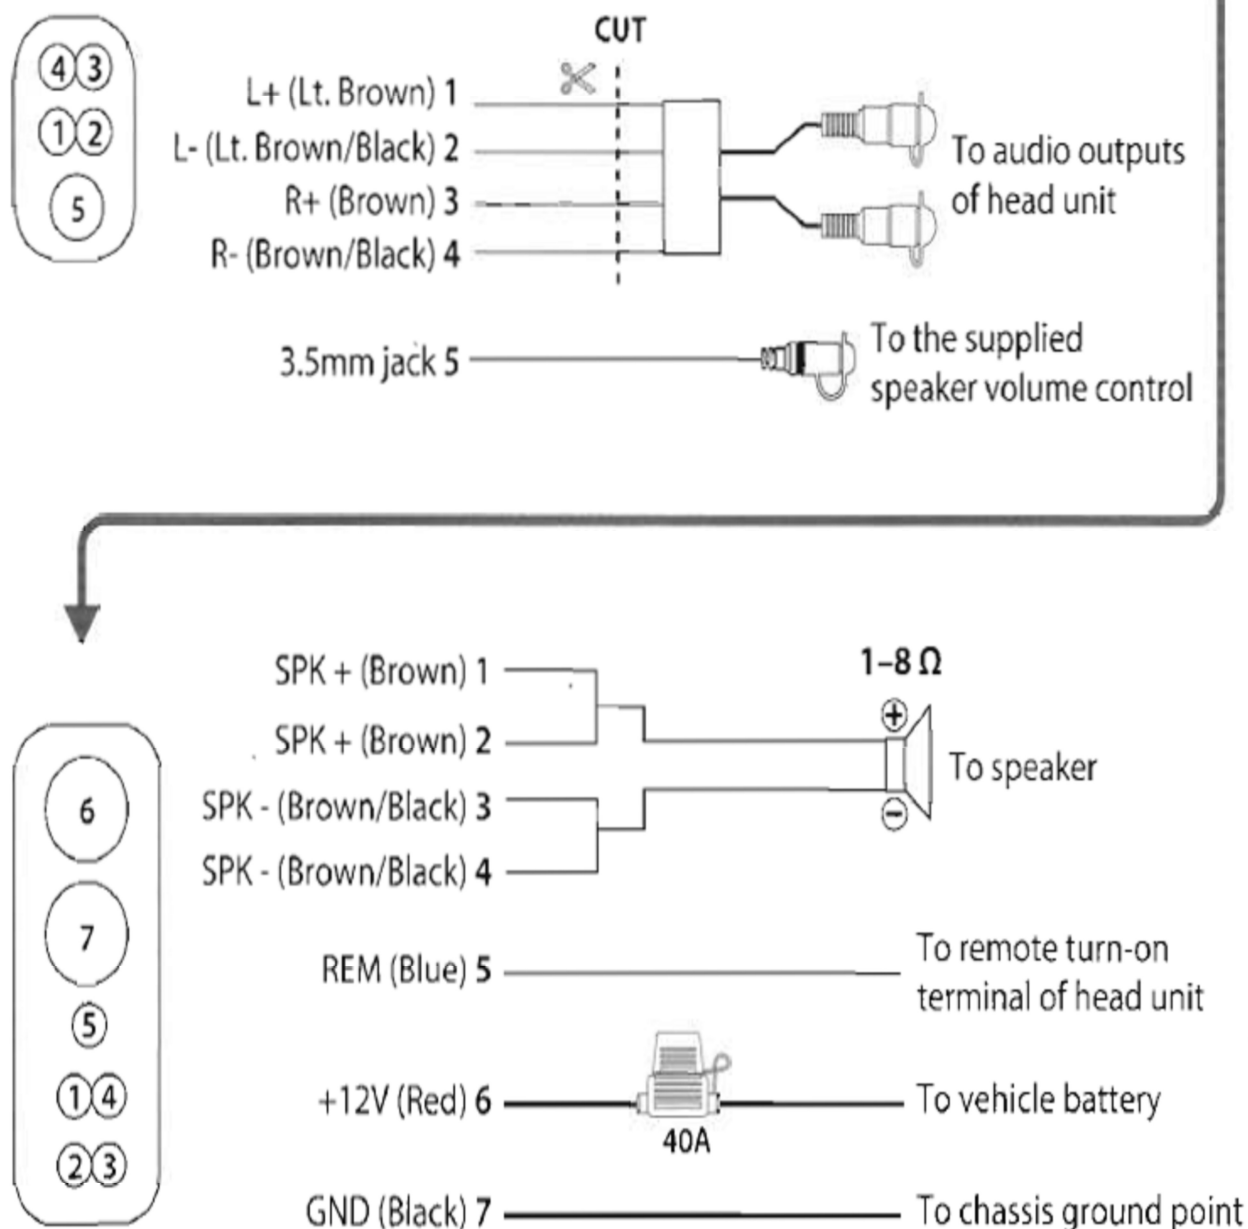 CUT
4 3
1 2
5
L+ (Lt. Brown) 1
L- (Lt. Brown/Black) 2
R+ (Brown) 3
R- (Brown/Black) 4
To audio outputs
of head unit
3.5mm jack 5
To the supplied
speaker volume control
6
7
5
1 4
2 3
SPK + (Brown) 1
SPK + (Brown) 2
SPK - (Brown/Black) 3
SPK - (Brown/Black) 4
1–8 Ω
+
−
To speaker
REM (Blue) 5
To remote turn-on
terminal of head unit
+12V (Red) 6
40A
To vehicle battery
GND (Black) 7
To chassis ground point